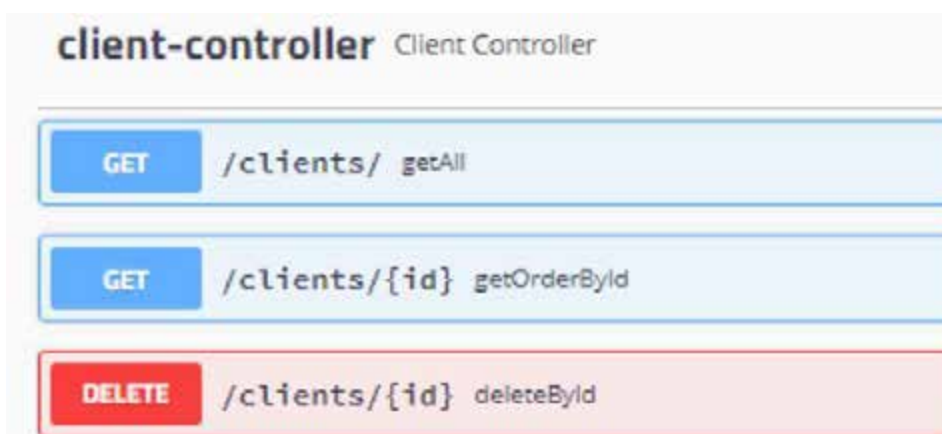 client-controller Client Controller
GET /clients/ getAll
GET /clients/{id} getOrderById
DELETE /clients/{id} deleteById